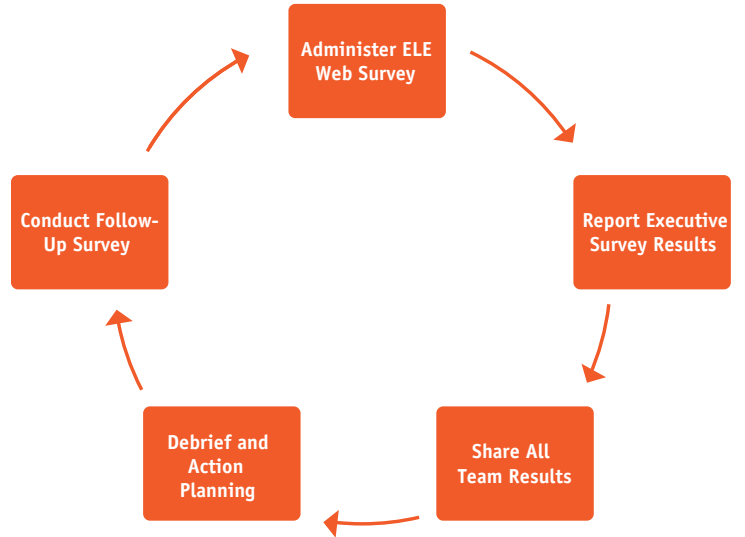 Administer ELE
Web Survey
Report Executive
Survey Results
Share All
Team Results
Debrief and
Action
Planning
Conduct Follow-
Up Survey